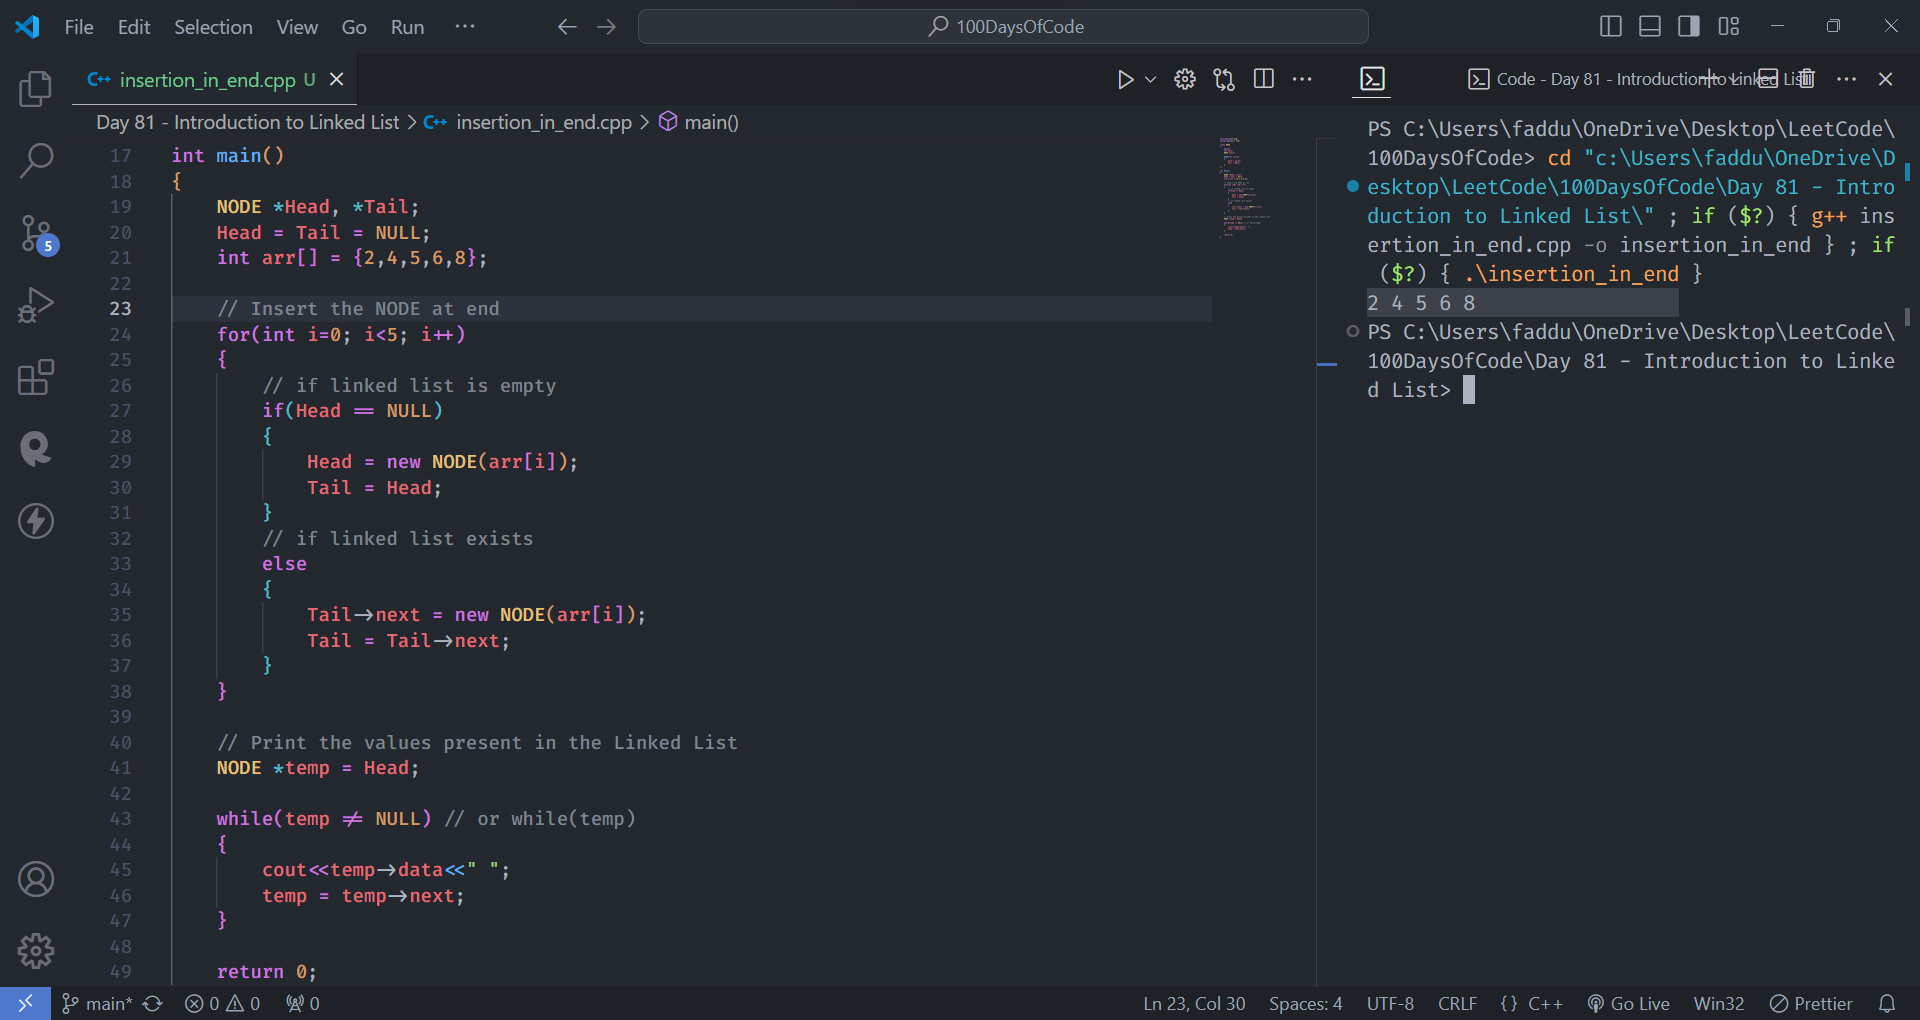 File Edit Selection View Go Run ··· 100DaysOfCode
C++ insertion_in_end.cpp U
Code - Day 81 - Introduction to Linked List
Day 81 - Introduction to Linked List > C++ insertion_in_end.cpp > main()
17 int main()
18 {
19 NODE *Head, *Tail;
20 Head = Tail = NULL;
21 int arr[] = {2,4,5,6,8};
22
23 // Insert the NODE at end
24 for(int i=0; i<5; i++)
25 {
26 // if linked list is empty
27 if(Head == NULL)
28 {
29 Head = new NODE(arr[i]);
30 Tail = Head;
31 }
32 // if linked list exists
33 else
34 {
35 Tail->next = new NODE(arr[i]);
36 Tail = Tail->next;
37 }
38 }
39
40 // Print the values present in the Linked List
41 NODE *temp = Head;
42
43 while(temp != NULL) // or while(temp)
44 {
45 cout<<temp->data<<" ";
46 temp = temp->next;
47 }
48
49 return 0;
PS C:\Users\faddu\OneDrive\Desktop\LeetCode\
100DaysOfCode> cd "c:\Users\faddu\OneDrive\D
esktop\LeetCode\100DaysOfCode\Day 81 - Intro
duction to Linked List\" ; if ($?) { g++ ins
ertion_in_end.cpp -o insertion_in_end } ; if
($?) { .\insertion_in_end }
2 4 5 6 8
PS C:\Users\faddu\OneDrive\Desktop\LeetCode\
100DaysOfCode\Day 81 - Introduction to Linke
d List>
5
main* 0 0 0 Ln 23, Col 30 Spaces: 4 UTF-8 CRLF {} C++ Go Live Win32 Prettier